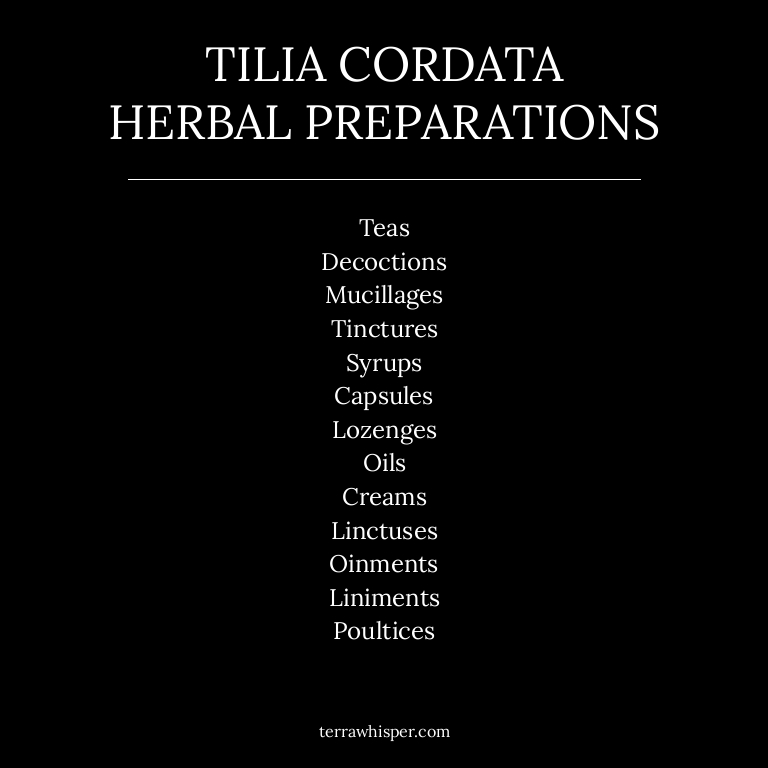 TILIA CORDATA
HERBAL PREPARATIONS
Teas
Decoctions
Mucillages
Tinctures
Syrups
Capsules
Lozenges
Oils
Creams
Linctuses
Oinments
Liniments
Poultices
terrawhisper.com